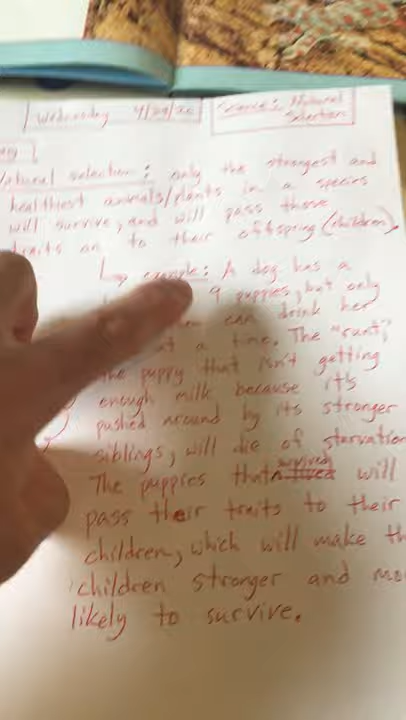 Wednesday 4/29/20 Science: Natural
Selection
Natural selection: only the strongest and
healthiest animals/plants in a species
will survive, and will pass those
traits on to their offspring (children).
↳ example: A dog has a
9 puppies, but only
can drink her
at a time. The "runt,"
the puppy that isn't getting
enough milk because it's
pushed around by its stronger
siblings, will die of starvation
The puppies that survived will
pass their traits to their
children, which will make th
children stronger and mo
likely to survive.